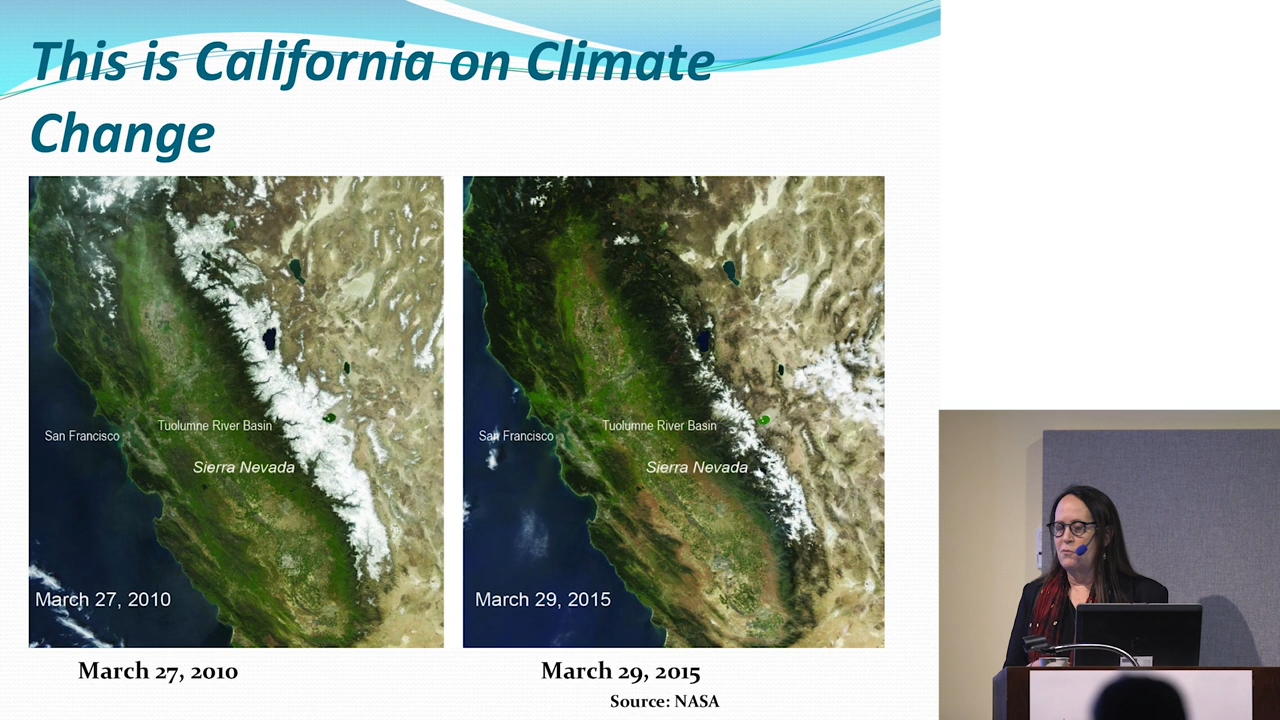 This is California on Climate
Change
San Francisco
Tuolumne River Basin
Sierra Nevada
March 27, 2010
San Francisco
Tuolumne River Basin
Sierra Nevada
March 29, 2015
March 27, 2010
March 29, 2015
Source: NASA